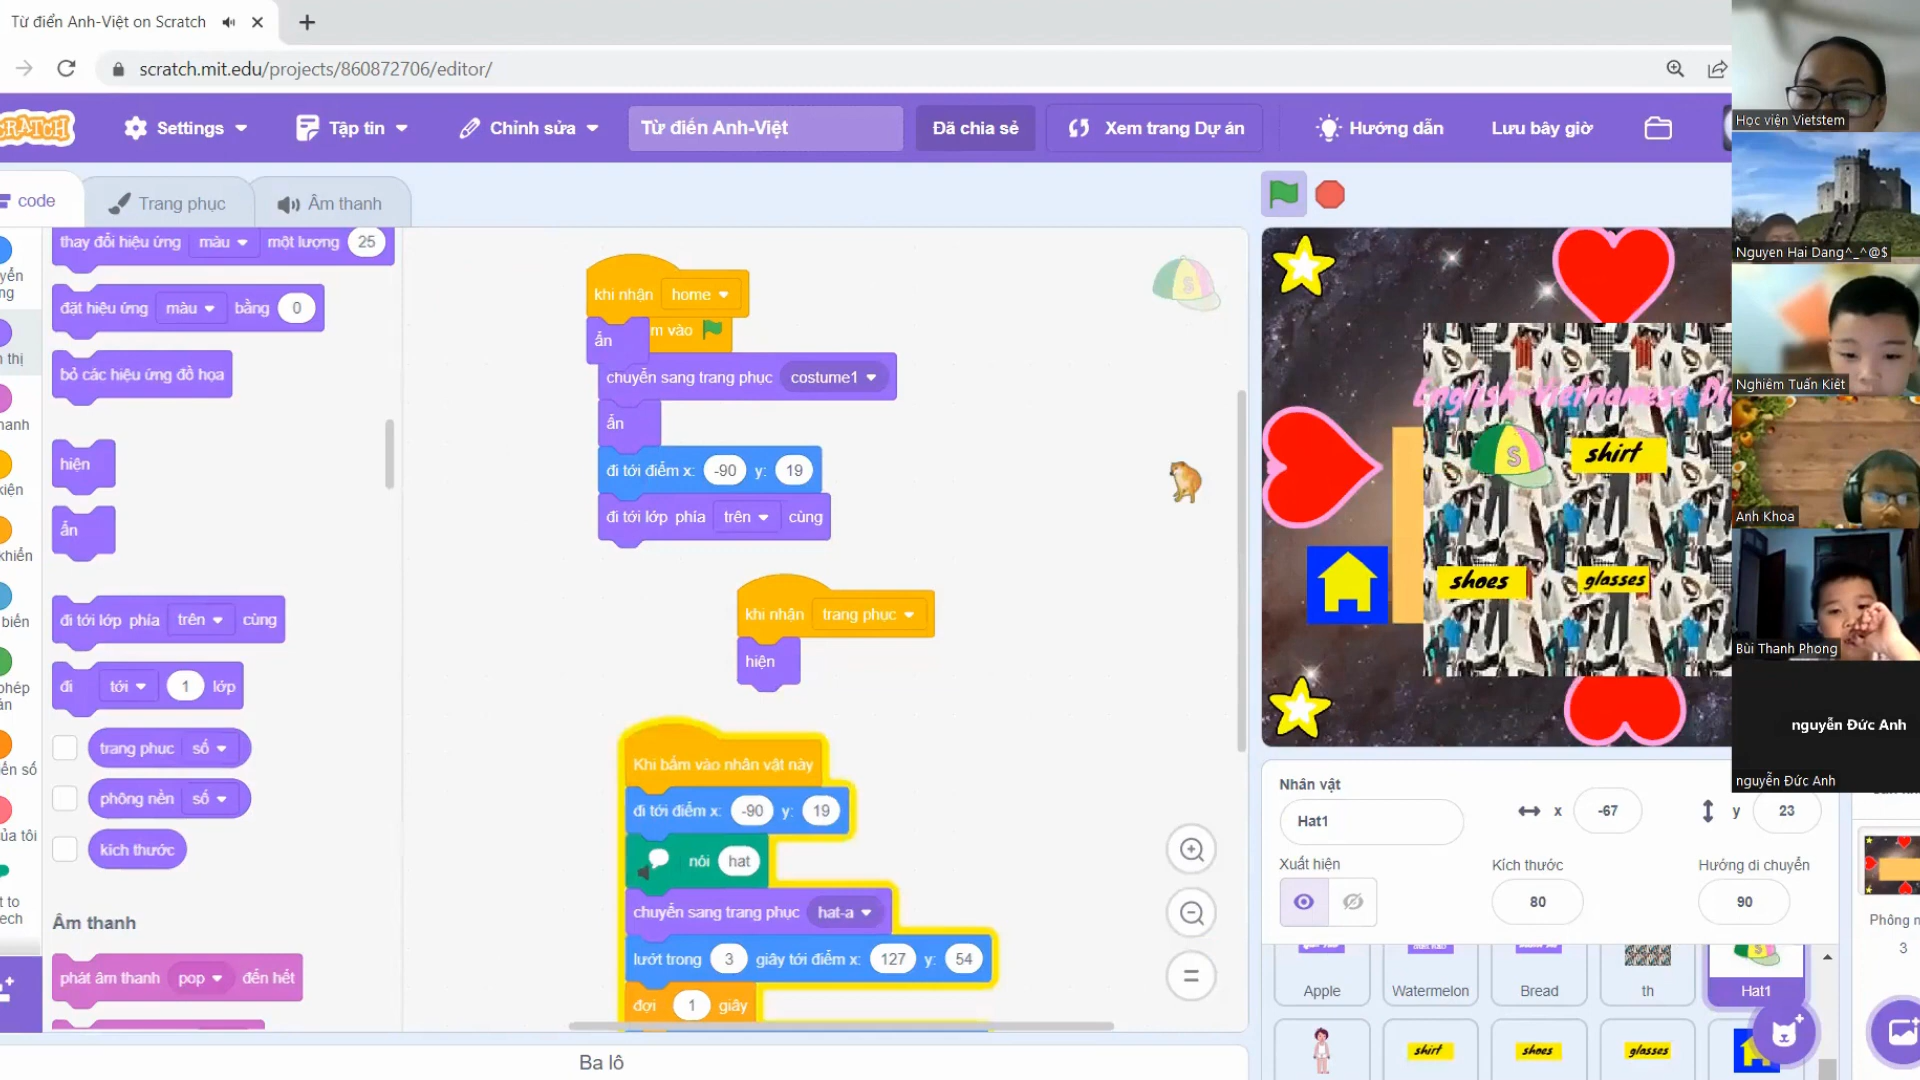 Từ điển Anh-Việt on Scratch
scratch.mit.edu/projects/860872706/editor/
Settings
Tập tin
Chỉnh sửa
Từ điển Anh-Việt
Đã chia sẻ
Xem trang Dự án
Hướng dẫn
Lưu bây giờ
code
Trang phục
Âm thanh
thay đổi hiệu ứng màu một lượng 25
đặt hiệu ứng màu bằng 0
bỏ các hiệu ứng đồ họa
hiện
ẩn
đi tới lớp phía trên cùng
đi tới 1 lớp
trang phục số
phông nền số
kích thước
Âm thanh
phát âm thanh pop đến hết
khi nhận home
ẩn
m vào
chuyển sang trang phục costume1
ẩn
đi tới điểm x: -90 y: 19
đi tới lớp phía trên cùng
khi nhận trang phục
hiện
Khi bấm vào nhân vật này
đi tới điểm x: -90 y: 19
nói hat
chuyển sang trang phục hat-a
lướt trong 3 giây tới điểm x: 127 y: 54
đợi 1 giây
Ba lô
English-Vietnamese Di
S
shirt
shoes
glasses
Nhân vật
Hat1
x -67
y 23
Xuất hiện
Kích thước
80
Hướng di chuyển
90
Apple
Watermelon
Bread
th
Hat1
shirt
shoes
glasses
Phông n
3
Học viện Vietstem
Nguyen Hai Dang^_^@$
Nghiêm Tuấn Kiêt
Anh Khoa
Bùi Thanh Phong
nguyễn Đức Anh
nguyễn Đức Anh